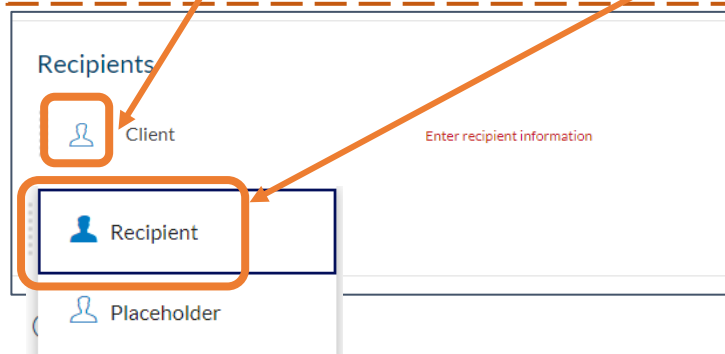 Recipients
Client
Enter recipient information
Recipient
Placeholder